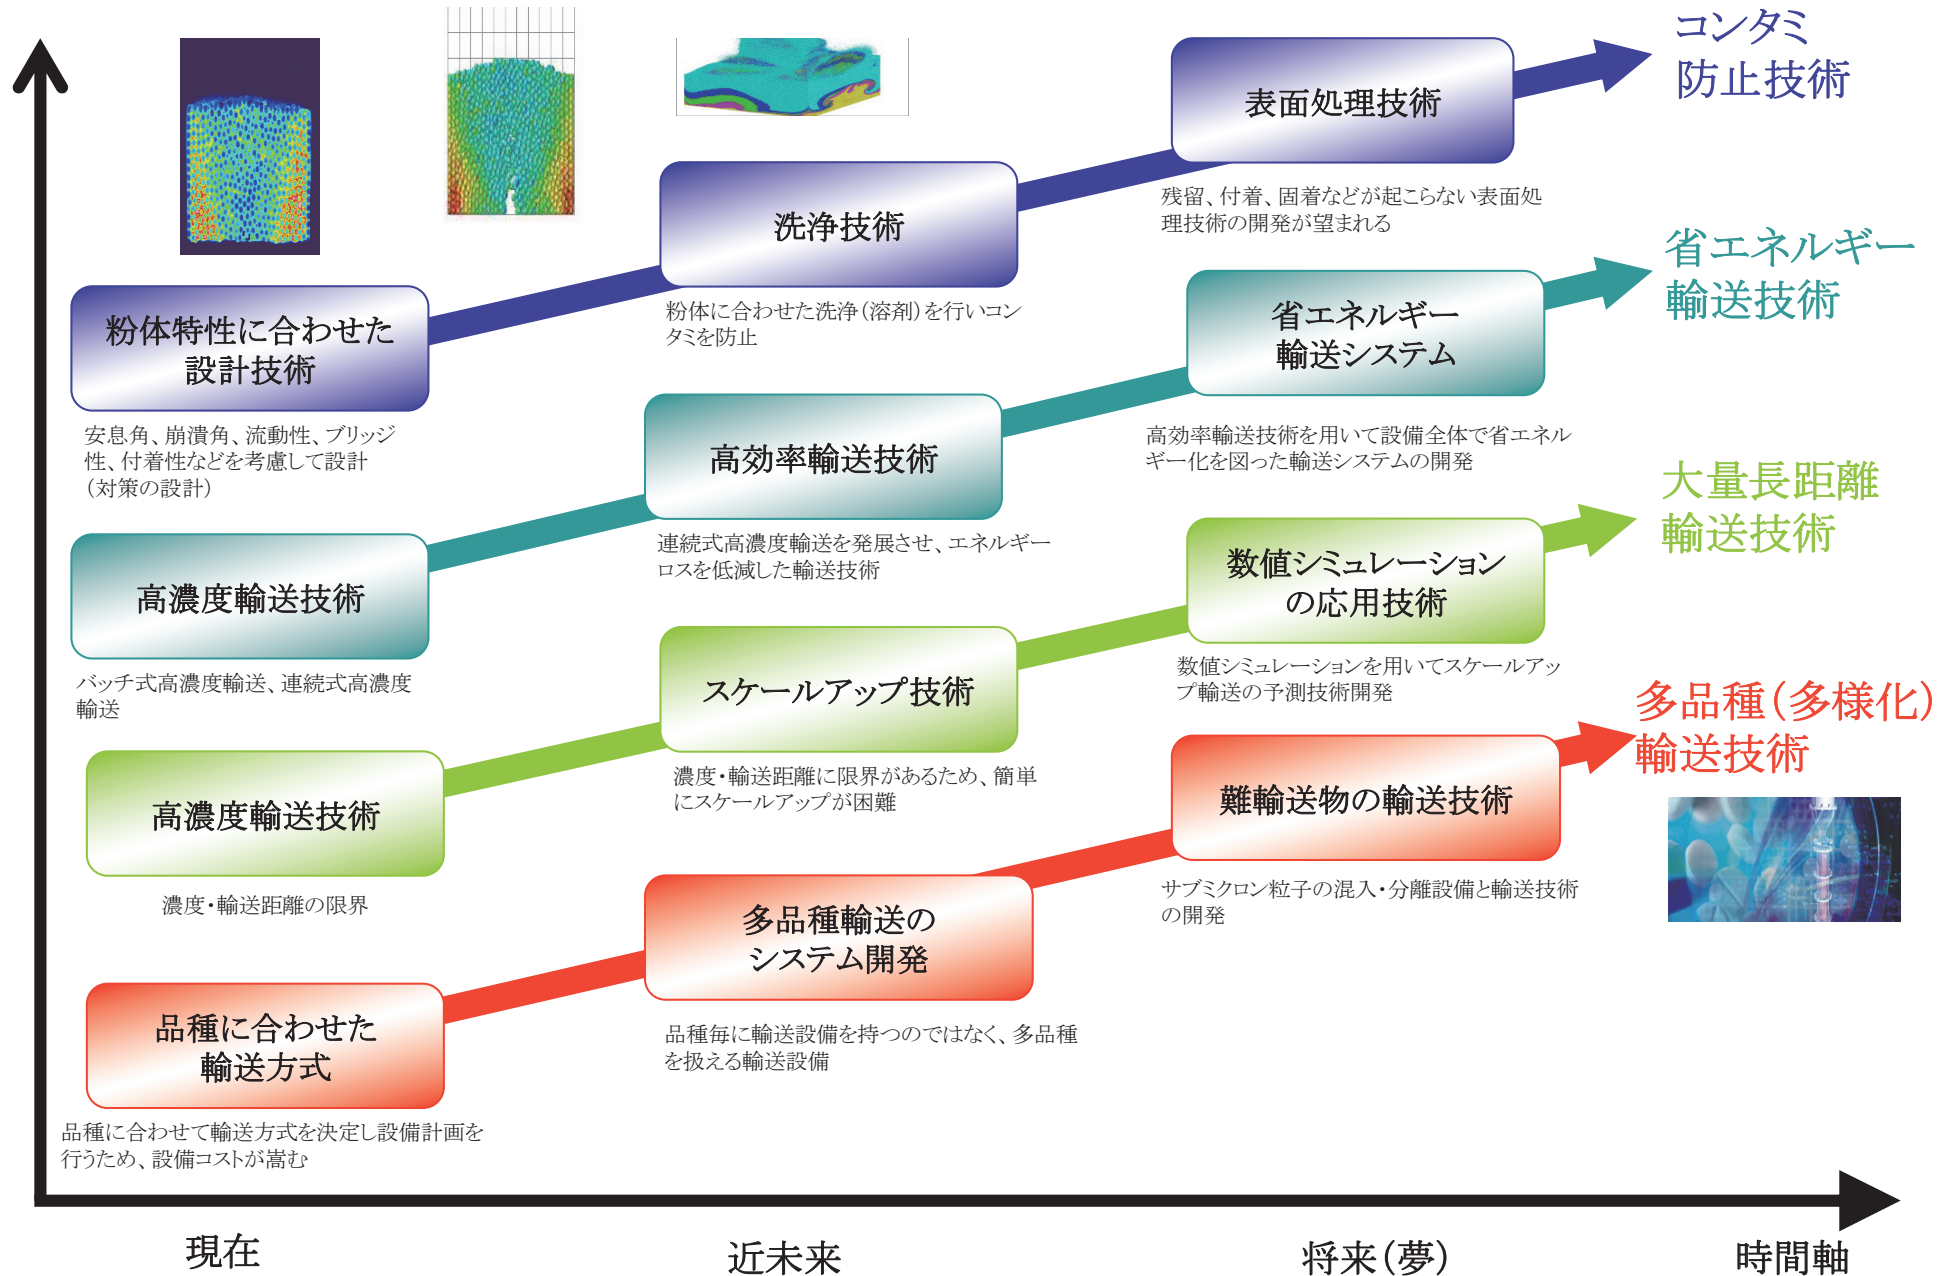 コンタミ
防止技術
表面処理技術
残留、付着、固着などが起こらない表面処
理技術の開発が望まれる
洗浄技術
粉体に合わせた洗浄（溶剤）を行いコン
タミを防止
粉体特性に合わせた
設計技術
安息角、崩潰角、流動性、ブリッジ
性、付着性などを考慮して設計
（対策の設計）
省エネルギー
輸送技術
省エネルギー
輸送システム
高効率輸送技術を用いて設備全体で省エネル
ギー化を図った輸送システムの開発
高効率輸送技術
連続式高濃度輸送を発展させ、エネルギー
ロスを低減した輸送技術
高濃度輸送技術
バッチ式高濃度輸送、連続式高濃度
輸送
大量長距離
輸送技術
数値シミュレーション
の応用技術
数値シミュレーションを用いてスケールアッ
プ輸送の予測技術開発
スケールアップ技術
濃度・輸送距離に限界があるため、簡単
にスケールアップが困難
高濃度輸送技術
濃度・輸送距離の限界
多品種（多様化）
輸送技術
難輸送物の輸送技術
サブミクロン粒子の混入・分離設備と輸送技術
の開発
多品種輸送の
システム開発
品種毎に輸送設備を持つのではなく、多品種
を扱える輸送設備
品種に合わせた
輸送方式
品種に合わせて輸送方式を決定し設備計画を
行うため、設備コストが嵩む
現在
近未来
将来（夢）
時間軸